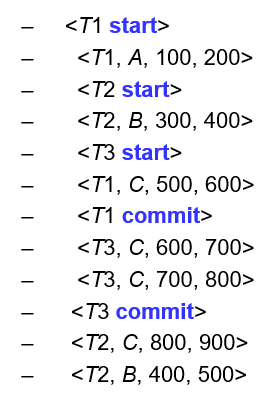 – <T1 start>
– <T1, A, 100, 200>
– <T2 start>
– <T2, B, 300, 400>
– <T3 start>
– <T1, C, 500, 600>
– <T1 commit>
– <T3, C, 600, 700>
– <T3, C, 700, 800>
– <T3 commit>
– <T2, C, 800, 900>
– <T2, B, 400, 500>